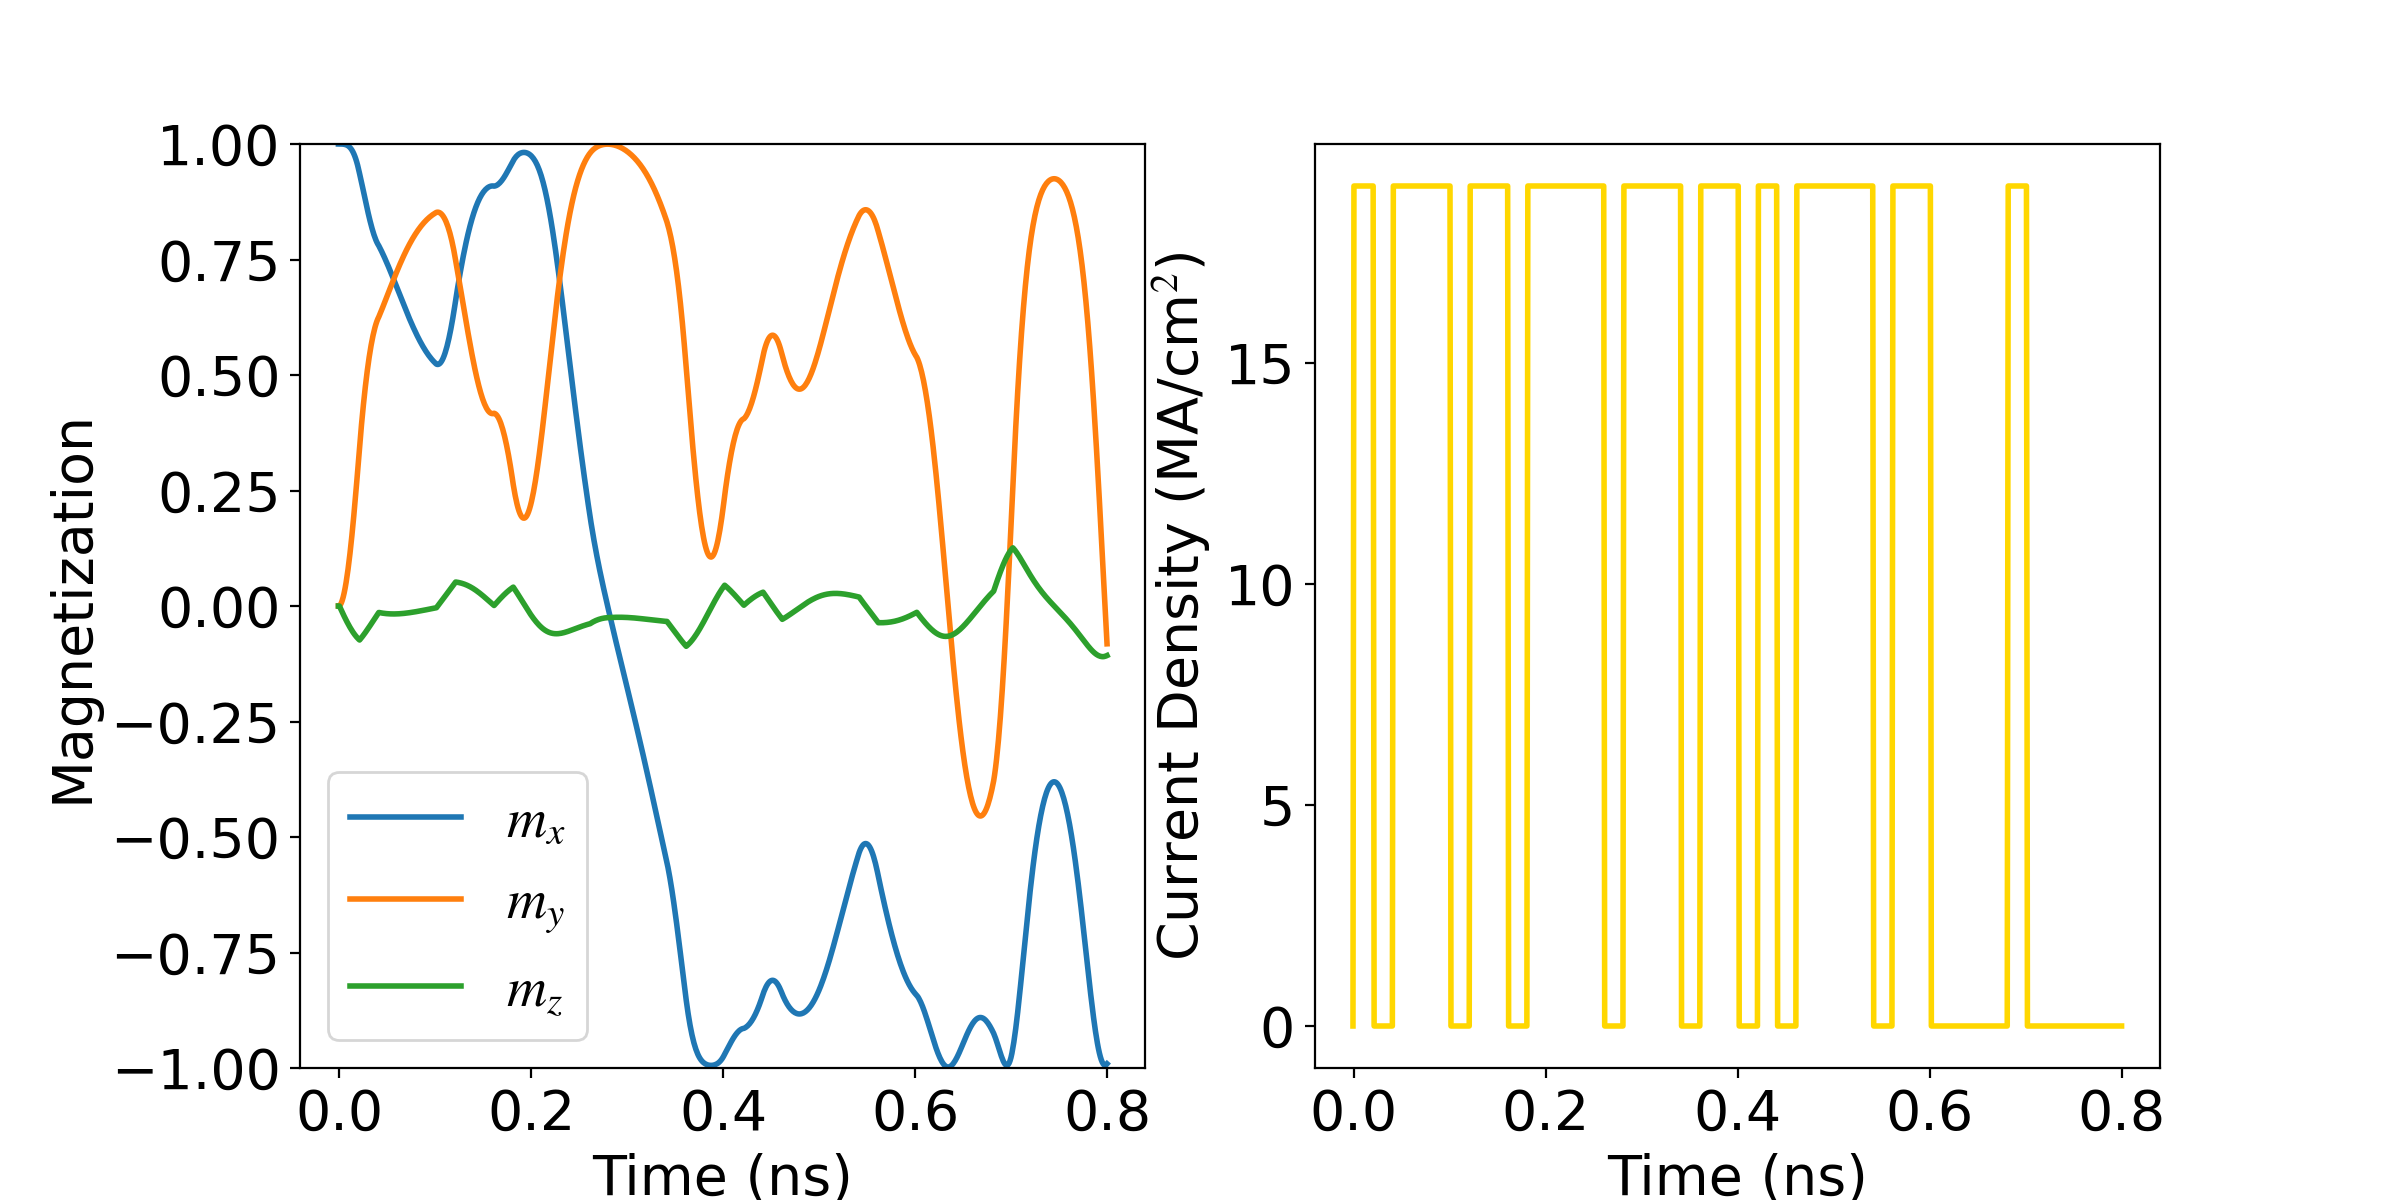 Magnetization
1.00
0.75
0.50
0.25
0.00
−0.25
−0.50
−0.75
−1.00
m_x
m_y
m_z
0.0 0.2 0.4 0.6 0.8
Time (ns)
Current Density (MA/cm²)
15
10
5
0
0.0 0.2 0.4 0.6 0.8
Time (ns)